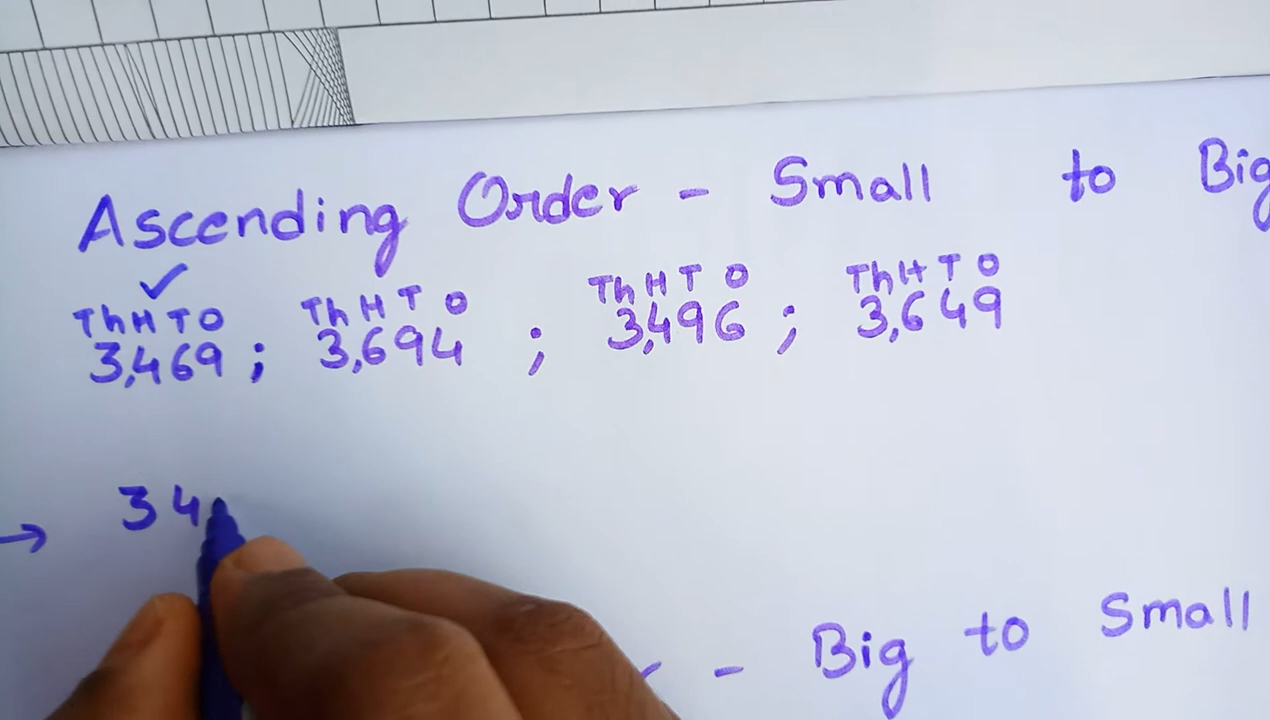 Ascending Order - Small to Big
✓
Th H T O Th H T O Th H T O Th H T O
3,469 ; 3,694 ; 3,496 ; 3,649
→ 34
- Big to Small